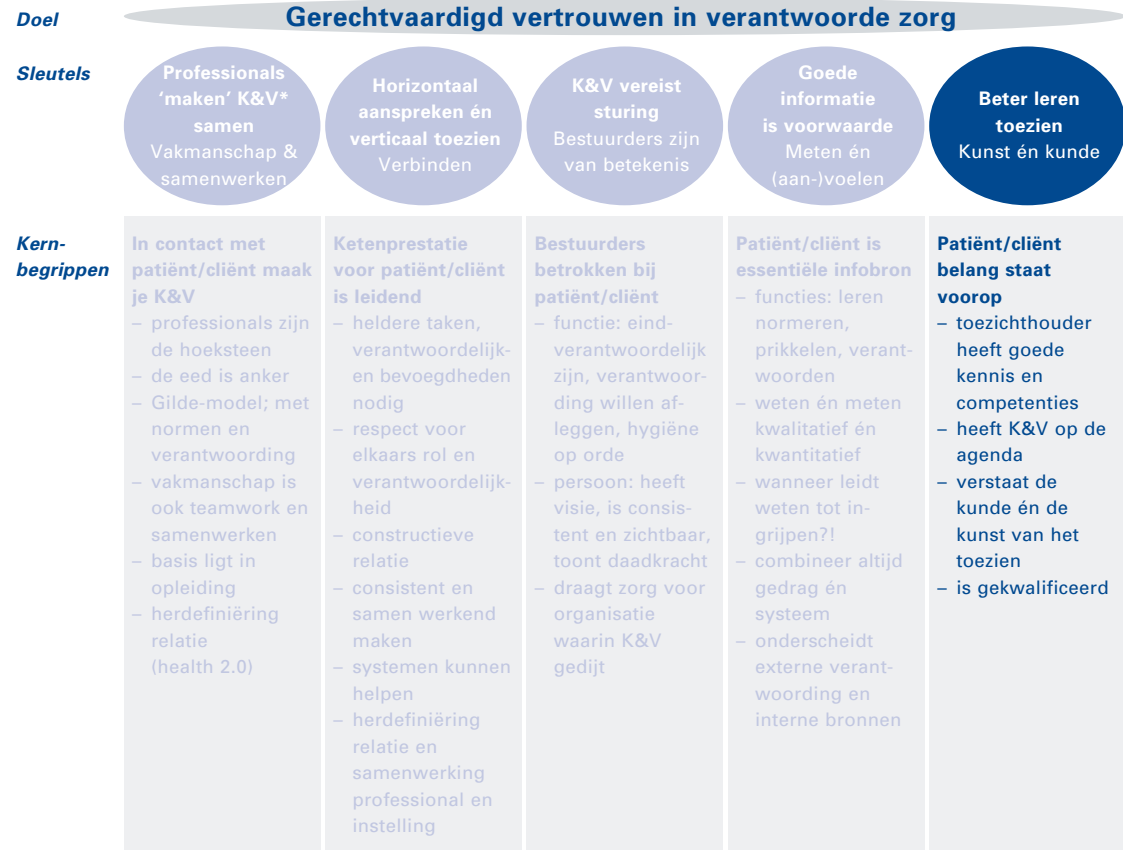 Doel
Gerechtvaardigd vertrouwen in verantwoorde zorg
Sleutels
Professionals
‘maken’ K&V*
samen
Vakmanschap &
samenwerken
Horizontaal
aanspreken én
verticaal toezien
Verbinden
K&V vereist
sturing
Bestuurders zijn
van betekenis
Goede
informatie
is voorwaarde
Meten én
(aan-)voelen
Beter leren
toezien
Kunst én kunde
Kern-
begrippen
In contact met
patiënt/cliënt maak
je K&V
– professionals zijn
de hoeksteen
– de eed is anker
– Gilde-model; met
normen en
verantwoording
– vakmanschap is
ook teamwork en
samenwerken
– basis ligt in
opleiding
– herdefiniëring
relatie
(health 2.0)
Ketenprestatie
voor patiënt/cliënt
is leidend
– heldere taken,
verantwoordelijk-
en bevoegdheden
nodig
– respect voor
elkaars rol en
verantwoordelijk-
heid
– constructieve
relatie
– consistent en
samen werkend
maken
– systemen kunnen
helpen
– herdefiniëring
relatie en
samenwerking
professional en
instelling
Bestuurders
betrokken bij
patiënt/cliënt
– functie: eind-
verantwoordelijk
zijn, verantwoor-
ding willen af-
leggen, hygiëne
op orde
– persoon: heeft
visie, is consis-
tent en zichtbaar,
toont daadkracht
– draagt zorg voor
organisatie
waarin K&V
gedijt
Patiënt/cliënt is
essentiële infobron
– functies: leren
normeren,
prikkelen, verant-
woorden
– weten én meten
kwalitatief én
kwantitatief
– wanneer leidt
weten tot in-
grijpen?!
– combineer altijd
gedrag én
systeem
– onderscheidt
externe verant-
woording en
interne bronnen
Patiënt/cliënt
belang staat
voorop
– toezichthouder
heeft goede
kennis en
competenties
– heeft K&V op de
agenda
– verstaat de
kunde én de
kunst van het
toezien
– is gekwalificeerd